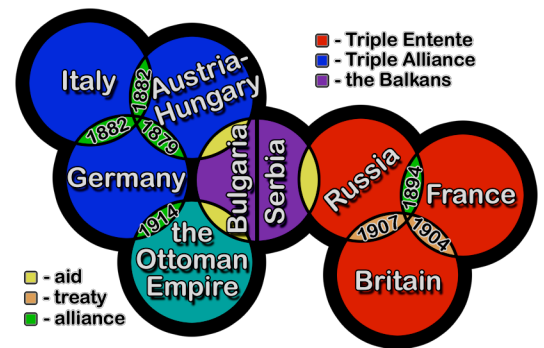 Italy
Austria-
Hungary
1882
1882
1879
Germany
Bulgaria
Serbia
1914
the
Ottoman
Empire
Russia
1894
France
1907
1904
Britain
- Triple Entente
- Triple Alliance
- the Balkans
- aid
- treaty
- alliance